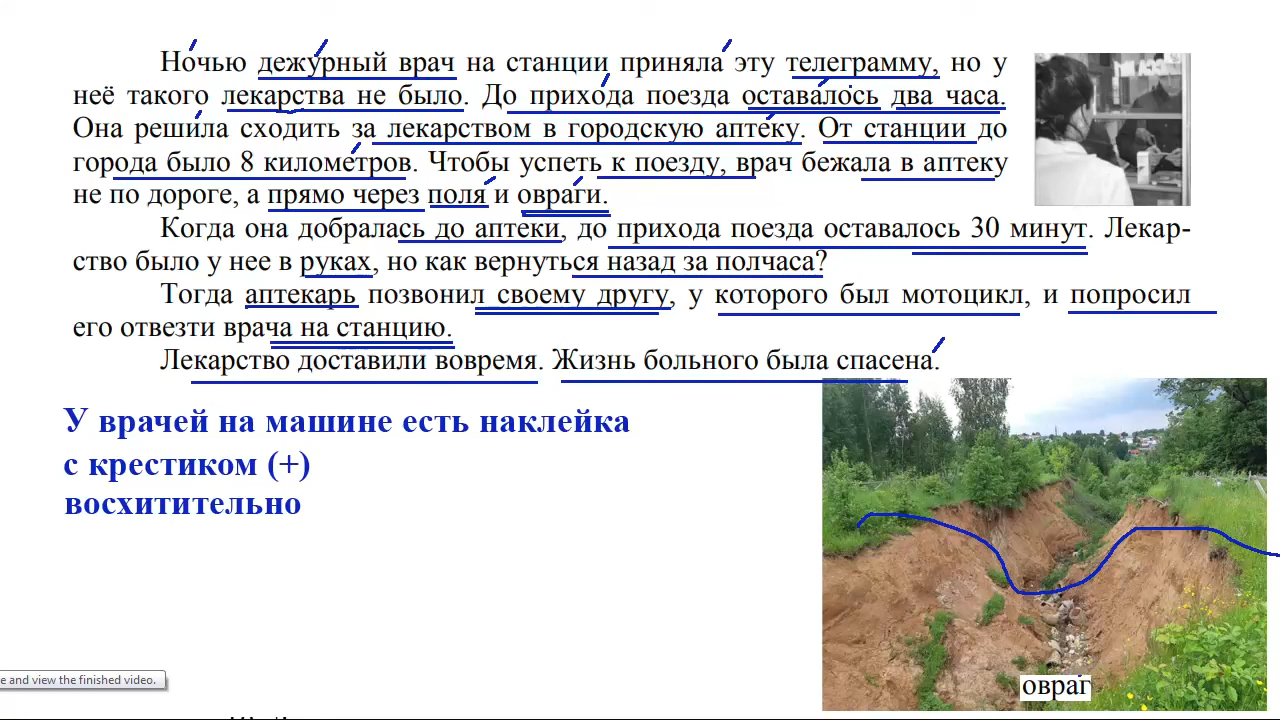 Ночью дежурный врач на станции приняла эту телеграмму, но у
неё такого лекарства не было. До прихода поезда оставалось два часа.
Она решила сходить за лекарством в городскую аптеку. От станции до
города было 8 километров. Чтобы успеть к поезду, врач бежала в аптеку
не по дороге, а прямо через поля и овраги.
Когда она добралась до аптеки, до прихода поезда оставалось 30 минут. Лекар-
ство было у нее в руках, но как вернуться назад за полчаса?
Тогда аптекарь позвонил своему другу, у которого был мотоцикл, и попросил
его отвезти врача на станцию.
Лекарство доставили вовремя. Жизнь больного была спасена.
У врачей на машине есть наклейка
с крестиком (+)
восхитительно
e and view the finished video.
овраг